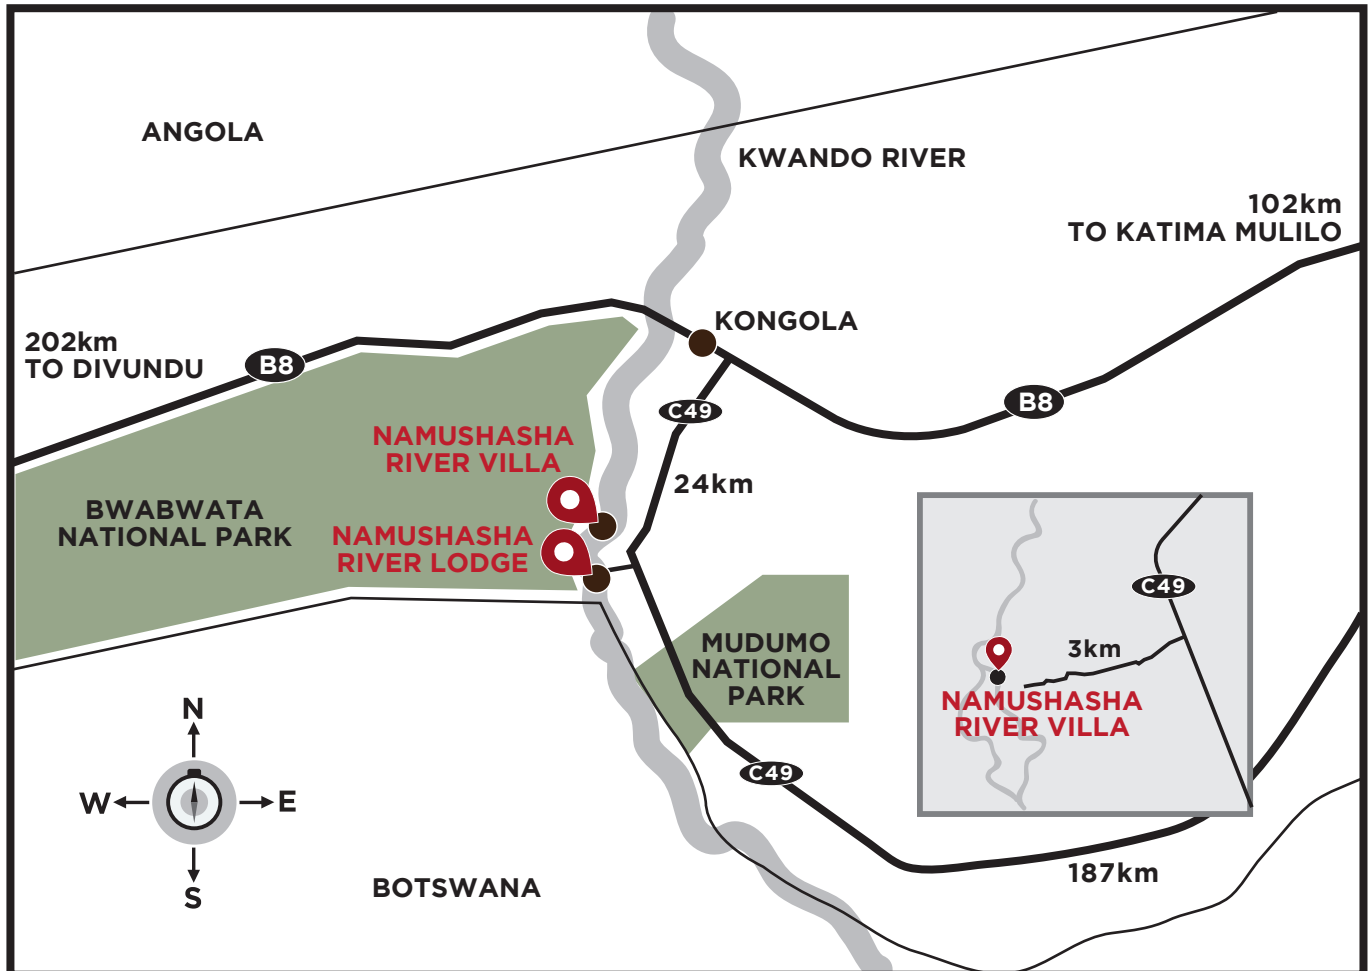 ANGOLA
KWANDO RIVER
102km
TO KATIMA MULILO
KONGOLA
202km
TO DIVUNDU
B8
C49
B8
NAMUSHASHA
RIVER VILLA
24km
BWABWATA
NATIONAL PARK
NAMUSHASHA
RIVER LODGE
C49
3km
MUDUMO
NATIONAL
PARK
NAMUSHASHA
RIVER VILLA
N
C49
W
E
187km
BOTSWANA
S